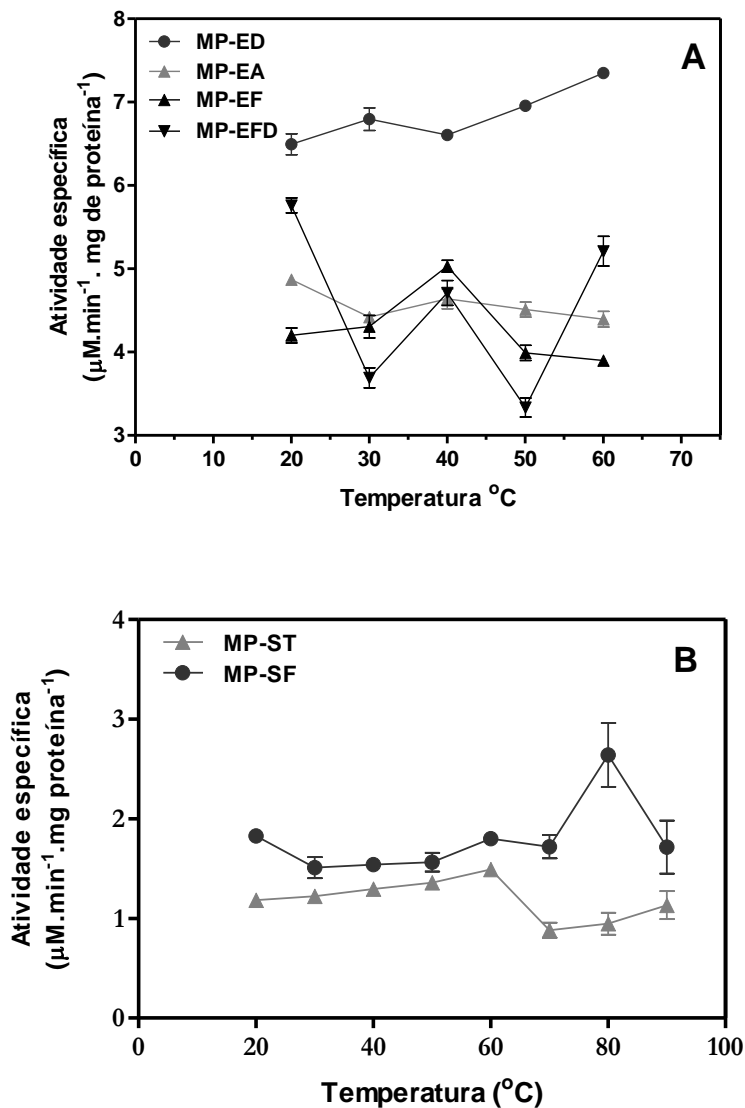 A
MP-ED
MP-EA
MP-EF
MP-EFD
Atividade específica
(μM.min⁻¹. mg de proteína⁻¹)
8
7
6
5
4
3
0 10 20 30 40 50 60 70
Temperatura °C
B
MP-ST
MP-SF
Atividade específica
(μM.min⁻¹.mg proteína⁻¹)
4
3
2
1
0
0 20 40 60 80 100
Temperatura (°C)